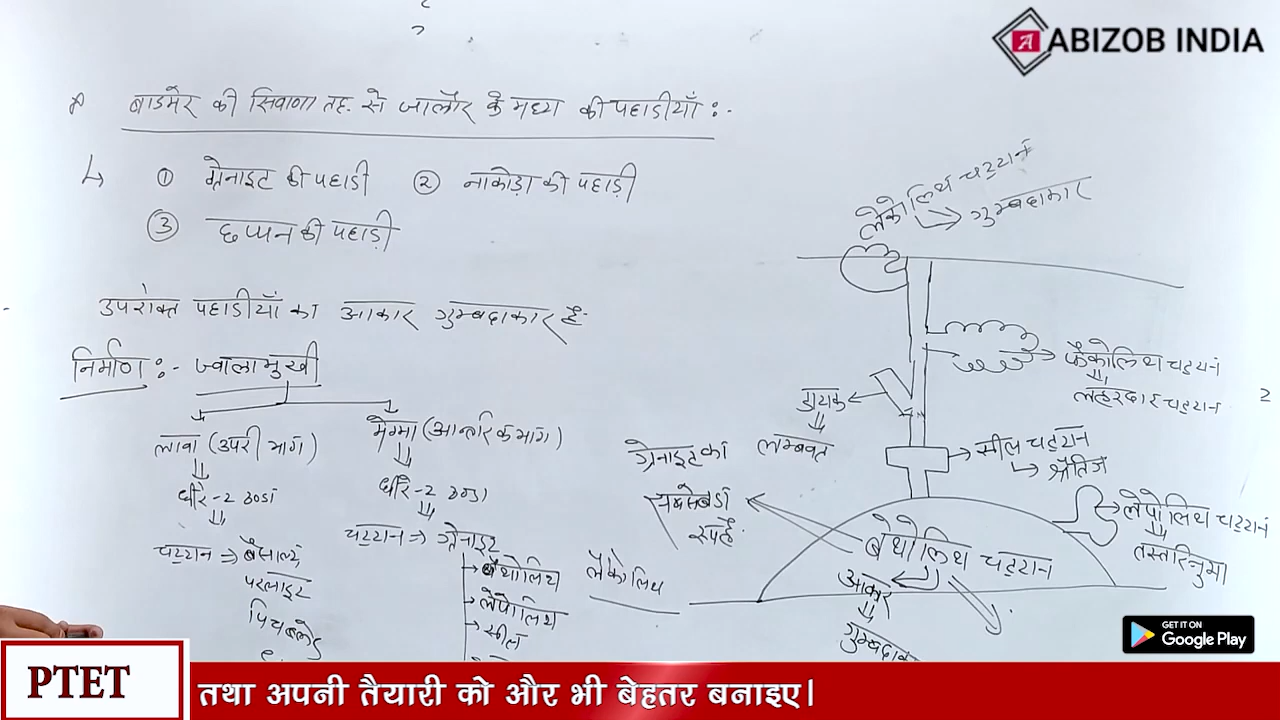 ABIZOB INDIA
बाडमेर की सिवाणा तह. से जालौर के मध्य की पहाडीयाँ :-
① ग्रेनाइट की पहाडी ② नाकोड़ा की पहाड़ी
③ छप्पन की पहाड़ी
उपरोक्त पहाडीयाँ का आकार गुम्बदाकार है
निर्माण :- ज्वालामुखी
लावा (उपरी भाग)
धीरे-2 ठण्डा
चट्टान ⇒ बैसाल्ट
परलाइट
पिचब्लेड
मैग्मा (आन्तरिक भाग)
धीरे-2 ठण्डा
चट्टान ⇒ ग्रेनाइट
→ बैथोलिथ
→ लैपोलिथ
→ सील
लैकोलिथ
लैकोलिथ चट्टानं
गुम्बदाकार
फैकोलिथ चट्टानं
लहरदार चट्टान
2
डायक
लम्बवत
सील चट्टान
ग्रेनाइट का
सबसे बडा
रूप है
लैपोलिथ चट्टानं
तस्तरिनुमा
बेथोलिथ चट्टान
आकार
गुम्बदाक
GET IT ON
Google Play
PTET
तथा अपनी तैयारी को और भी बेहतर बनाइए।